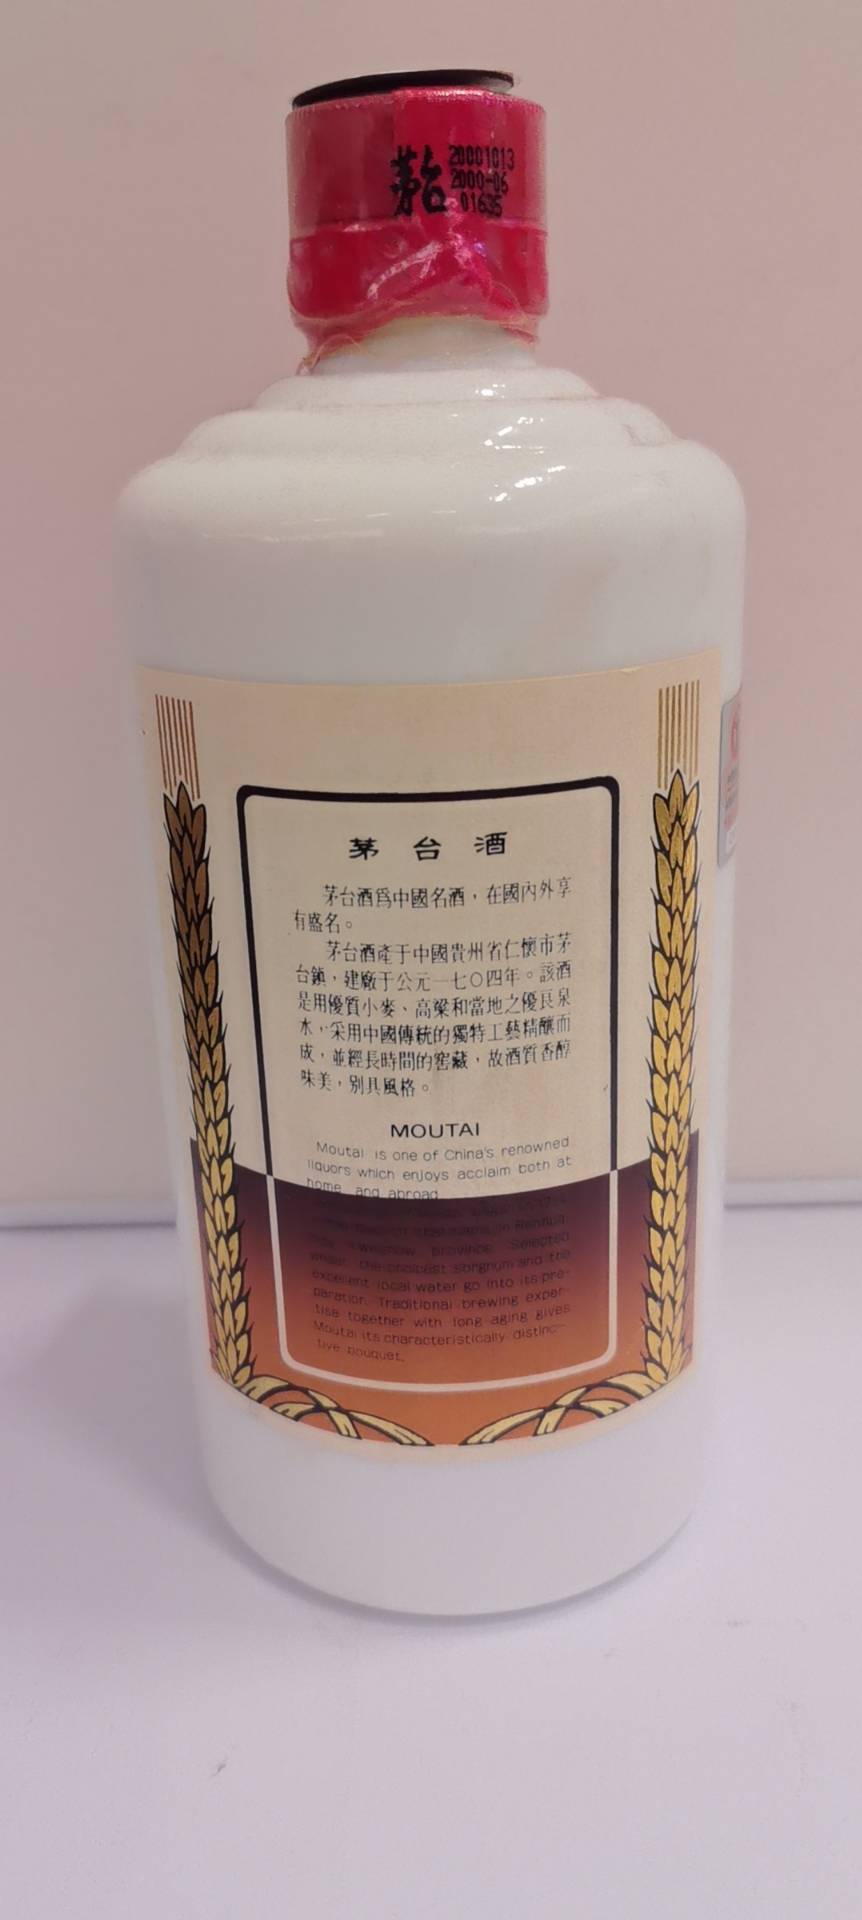 茅台
20001013
2000-06
01635
茅台酒
茅台酒爲中國名酒，在國內外享
有盛名。
茅台酒產于中國貴州省仁懷市茅
台鎮，建廠于公元一七〇四年。該酒
是用優質小麥、高粱和當地之優良泉
水，采用中國傳統的獨特工藝精釀而
成，並經長時間的窖藏，故酒質香醇
味美，別具風格。
MOUTAI
Moutai is one of China's renowned
liquors which enjoys acclaim both at
home and abroad
province Selected
wheat, the choicest sorghum and the
excellent local water go into its pre-
paration. Traditional brewing exper-
tise together with long aging gives
Moutai its characteristically distinc-
tive bouquet.